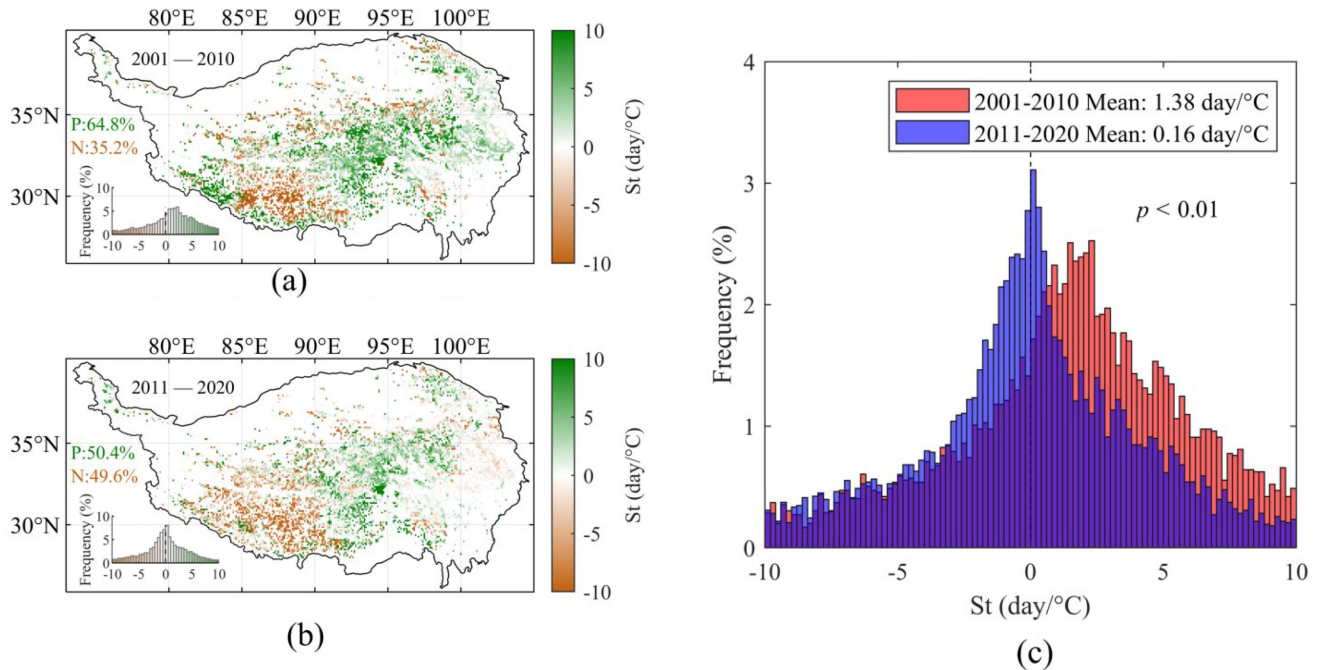 80°E 85°E 90°E 95°E 100°E
2001 — 2010
35°N
30°N
P:64.8%
N:35.2%
Frequency (%)
10
5
0
-10 -5 0 5 10
10
5
0
-5
-10
St (day/°C)
(a)
80°E 85°E 90°E 95°E 100°E
2011 — 2020
35°N
30°N
P:50.4%
N:49.6%
Frequency (%)
10
5
0
-10 -5 0 5 10
10
5
0
-5
-10
St (day/°C)
(b)
2001-2010 Mean: 1.38 day/°C
2011-2020 Mean: 0.16 day/°C
p < 0.01
Frequency (%)
4
3
2
1
0
-10 -5 0 5 10
St (day/°C)
(c)